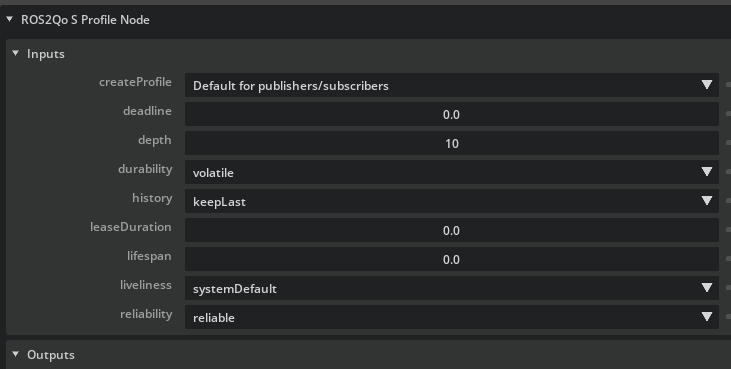 ROS2Qo S Profile Node
Inputs
createProfile Default for publishers/subscribers
deadline 0.0
depth 10
durability volatile
history keepLast
leaseDuration 0.0
lifespan 0.0
liveliness systemDefault
reliability reliable
Outputs